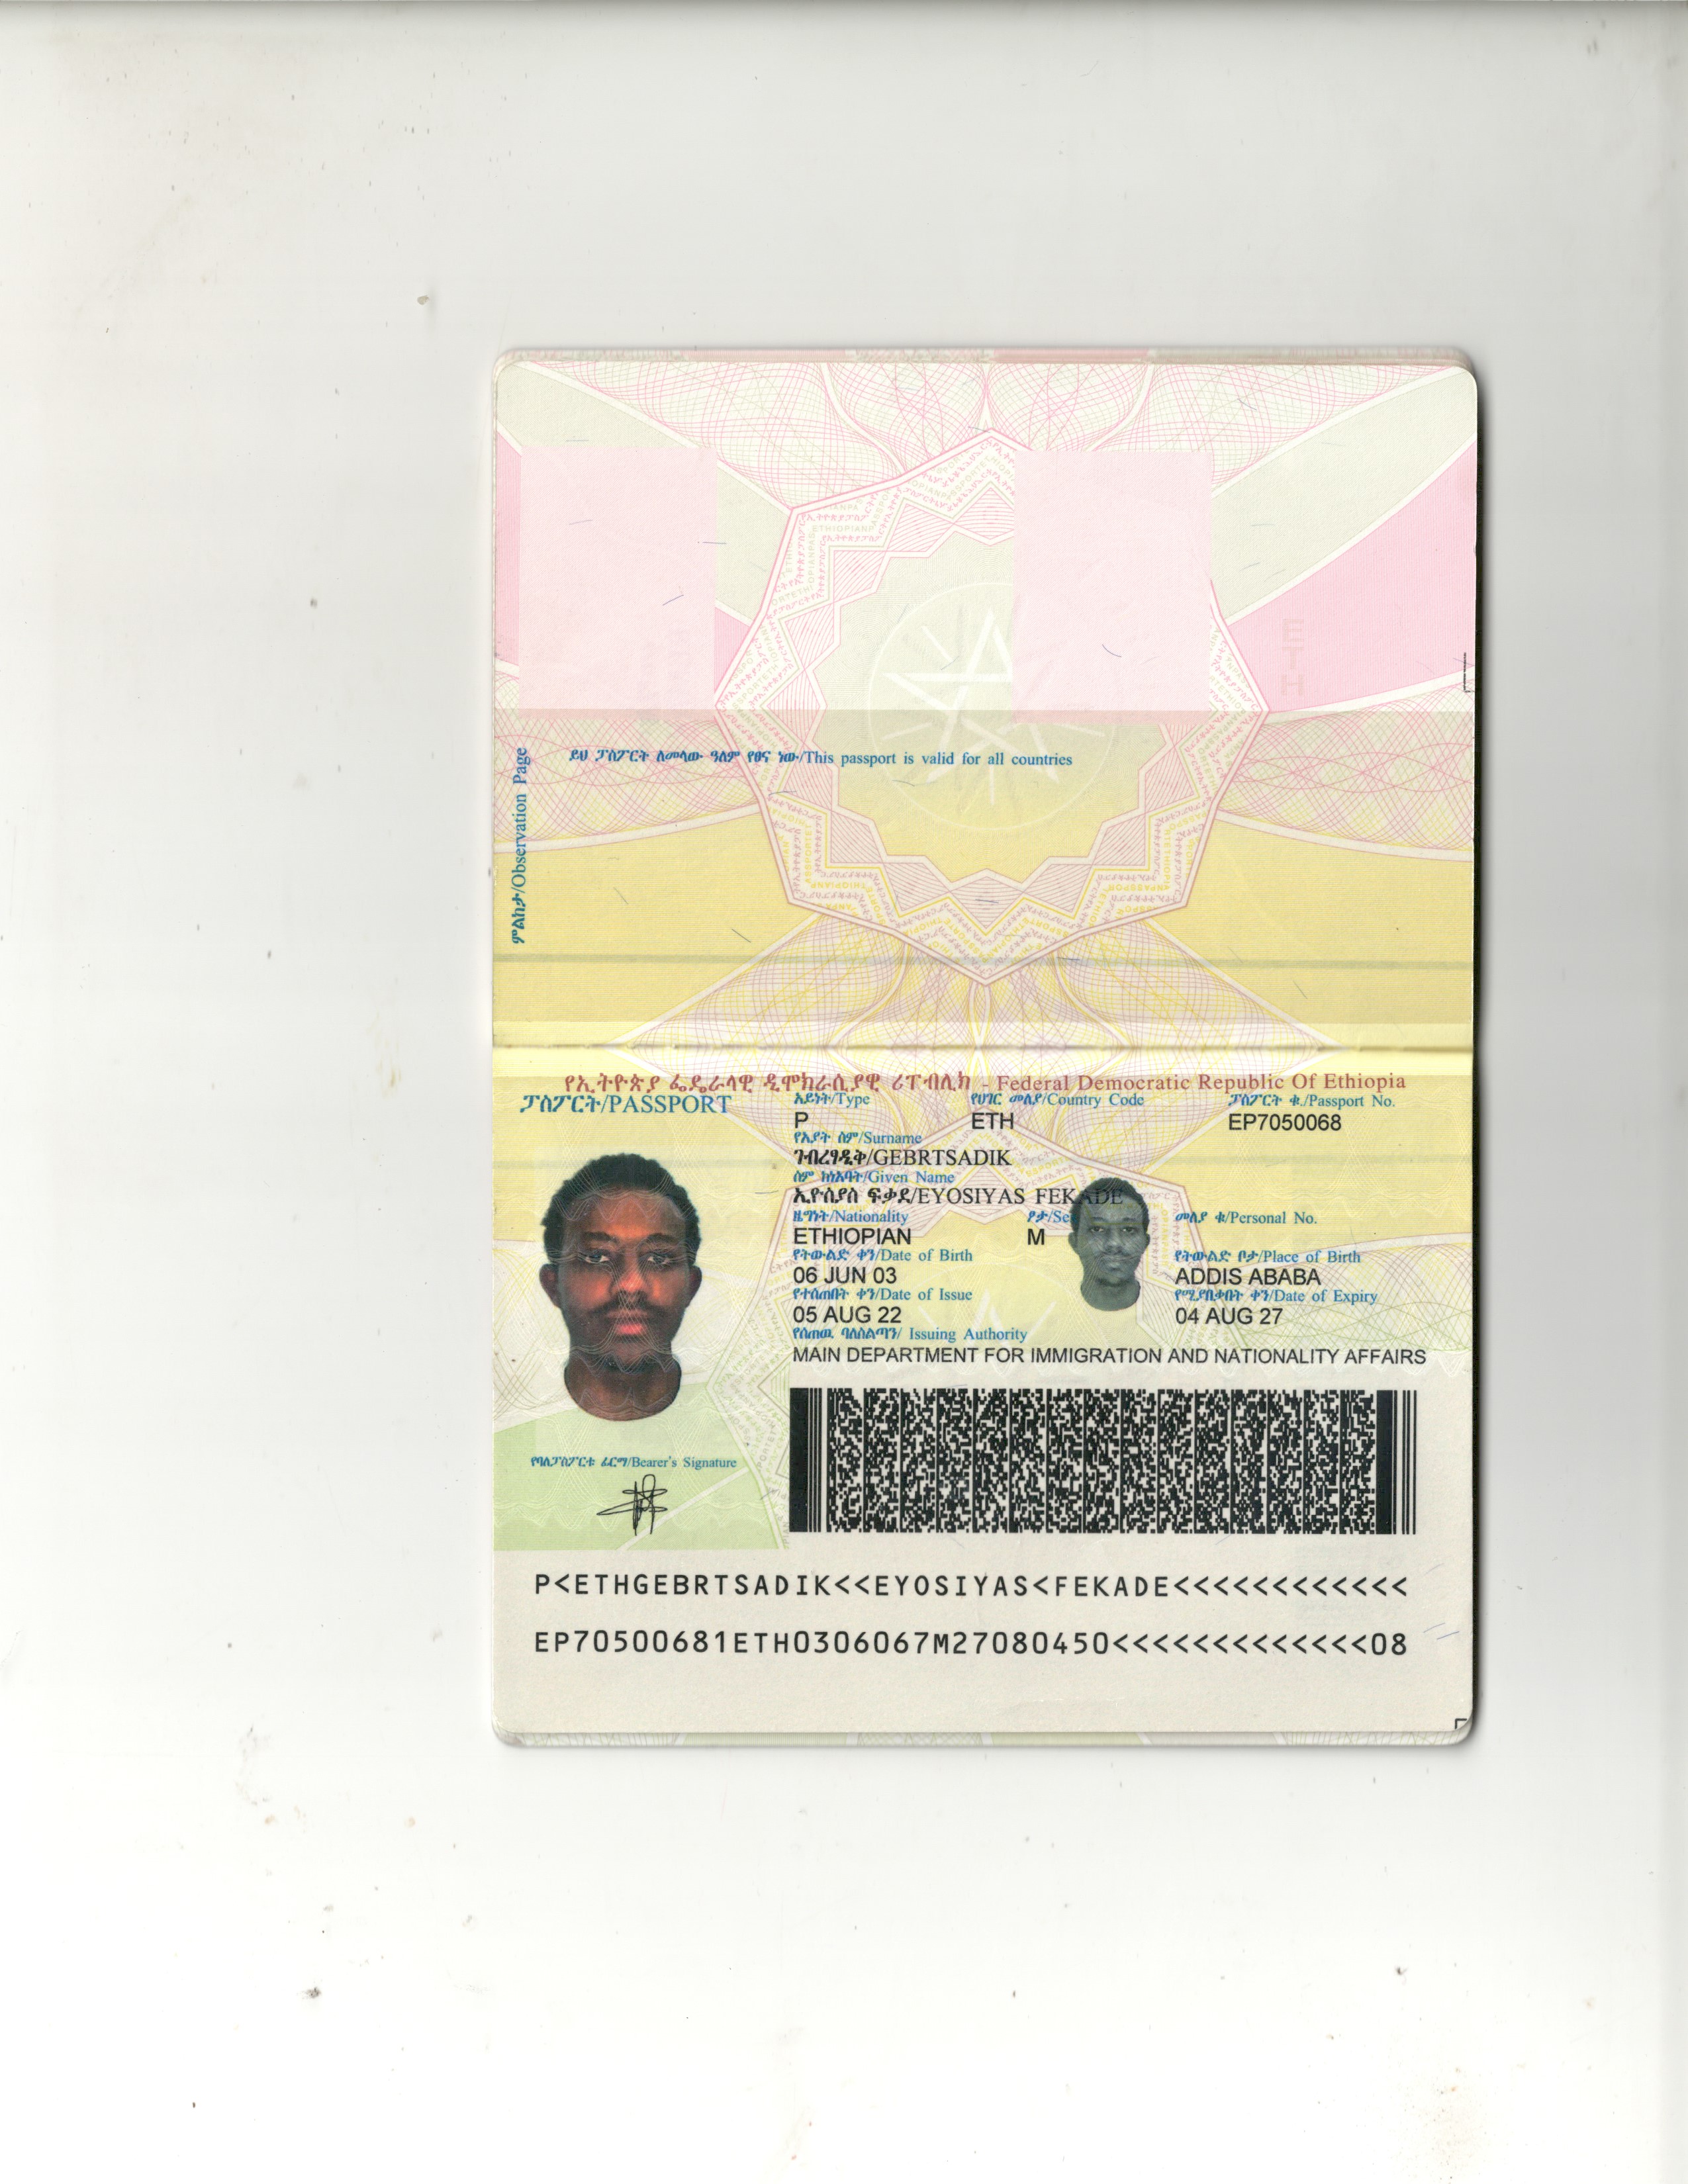 ይህ ፓስፖርት ለመላው ዓለም የፀና ነው/This passport is valid for all countries
ምልከታ/Observation Page
የኢትዮጵያ ፌዴራላዊ ዲሞክራሲያዊ ሪፐብሊክ - Federal Democratic Republic Of Ethiopia
ፓስፖርት/PASSPORT
አይነት/Type
የሀገር መለያ/Country Code
ፓስፖርት ቁ./Passport No.
P
ETH
EP7050068
የአያት ስም/Surname
ገብረፃዲቅ/GEBRTSADIK
ስም ከነአባት/Given Name
ኢዮሲያስ ፍቃደ/EYOSIYAS FEKADE
ዜግነት/Nationality
ፆታ/Se
መለያ ቁ/Personal No.
ETHIOPIAN
M
የትውልድ ቀን/Date of Birth
የትውልድ ቦታ/Place of Birth
06 JUN 03
ADDIS ABABA
የተሰጠበት ቀን/Date of Issue
የሚያበቃበት ቀን/Date of Expiry
05 AUG 22
04 AUG 27
የሰጠዉ ባለስልጣን/ Issuing Authority
MAIN DEPARTMENT FOR IMMIGRATION AND NATIONALITY AFFAIRS
የባለፓስፖርቱ ፊርማ/Bearer's Signature
P<ETHGEBRTSADIK<<EYOSIYAS<FEKADE<<<<<<<<<<<<
EP70500681ETH0306067M27080450<<<<<<<<<<<<<08